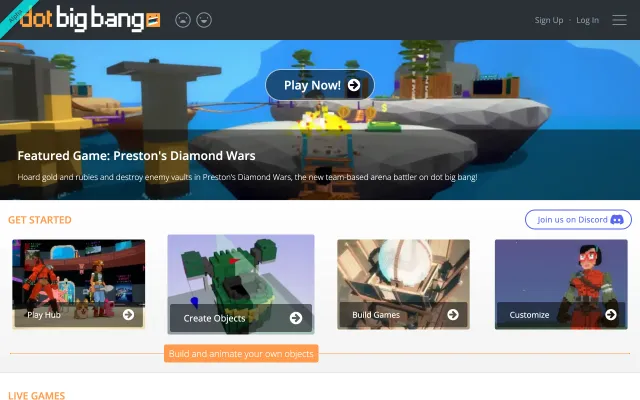 Alpha
dot big bang
Sign Up · Log In
Play Now!
$
Featured Game: Preston's Diamond Wars
Hoard gold and rubies and destroy enemy vaults in Preston's Diamond Wars, the new team-based arena battler on dot big bang!
GET STARTED
Join us on Discord
Play Hub
Create Objects
Build Games
Customize
Build and animate your own objects
LIVE GAMES